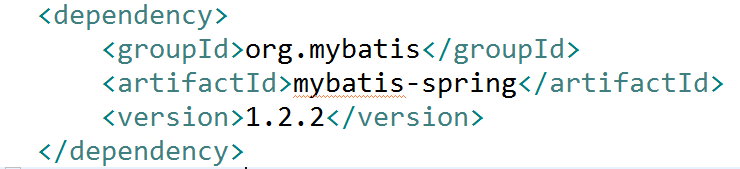 <dependency>
<groupId>org.mybatis</groupId>
<artifactId>mybatis-spring</artifactId>
<version>1.2.2</version>
</dependency>